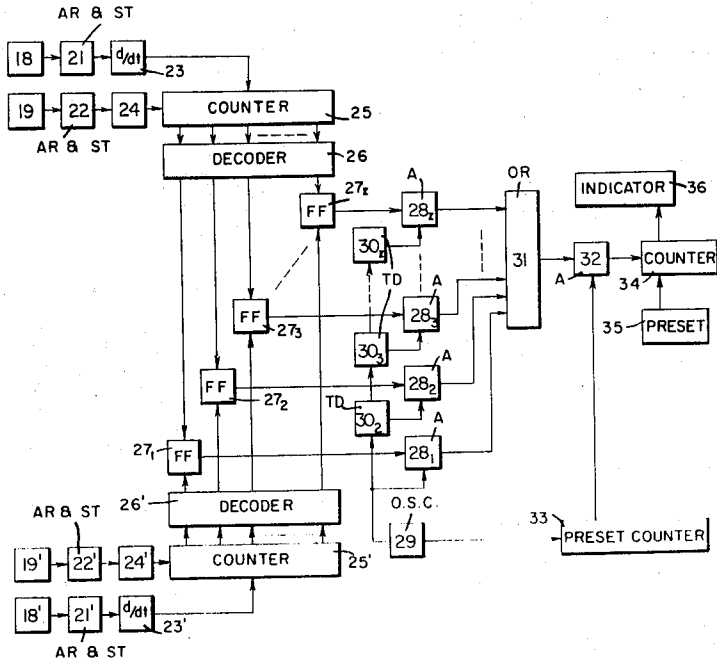 AR & ST
18 21 d/dt 23
19 22 24 COUNTER 25
AR & ST
DECODER 26
FF 27z A 28z OR 31
30z TD
FF 27₃ A 28₃
30₃
FF 27₂ TD A 28₂
30₂
27₁ FF A 28₁
INDICATOR 36
A 32 COUNTER 34
35 PRESET
O.S.C. 29
33 PRESET COUNTER
26' DECODER
AR & ST
19' 22' 24' COUNTER 25'
18' 21' d/dt 23'
AR & ST